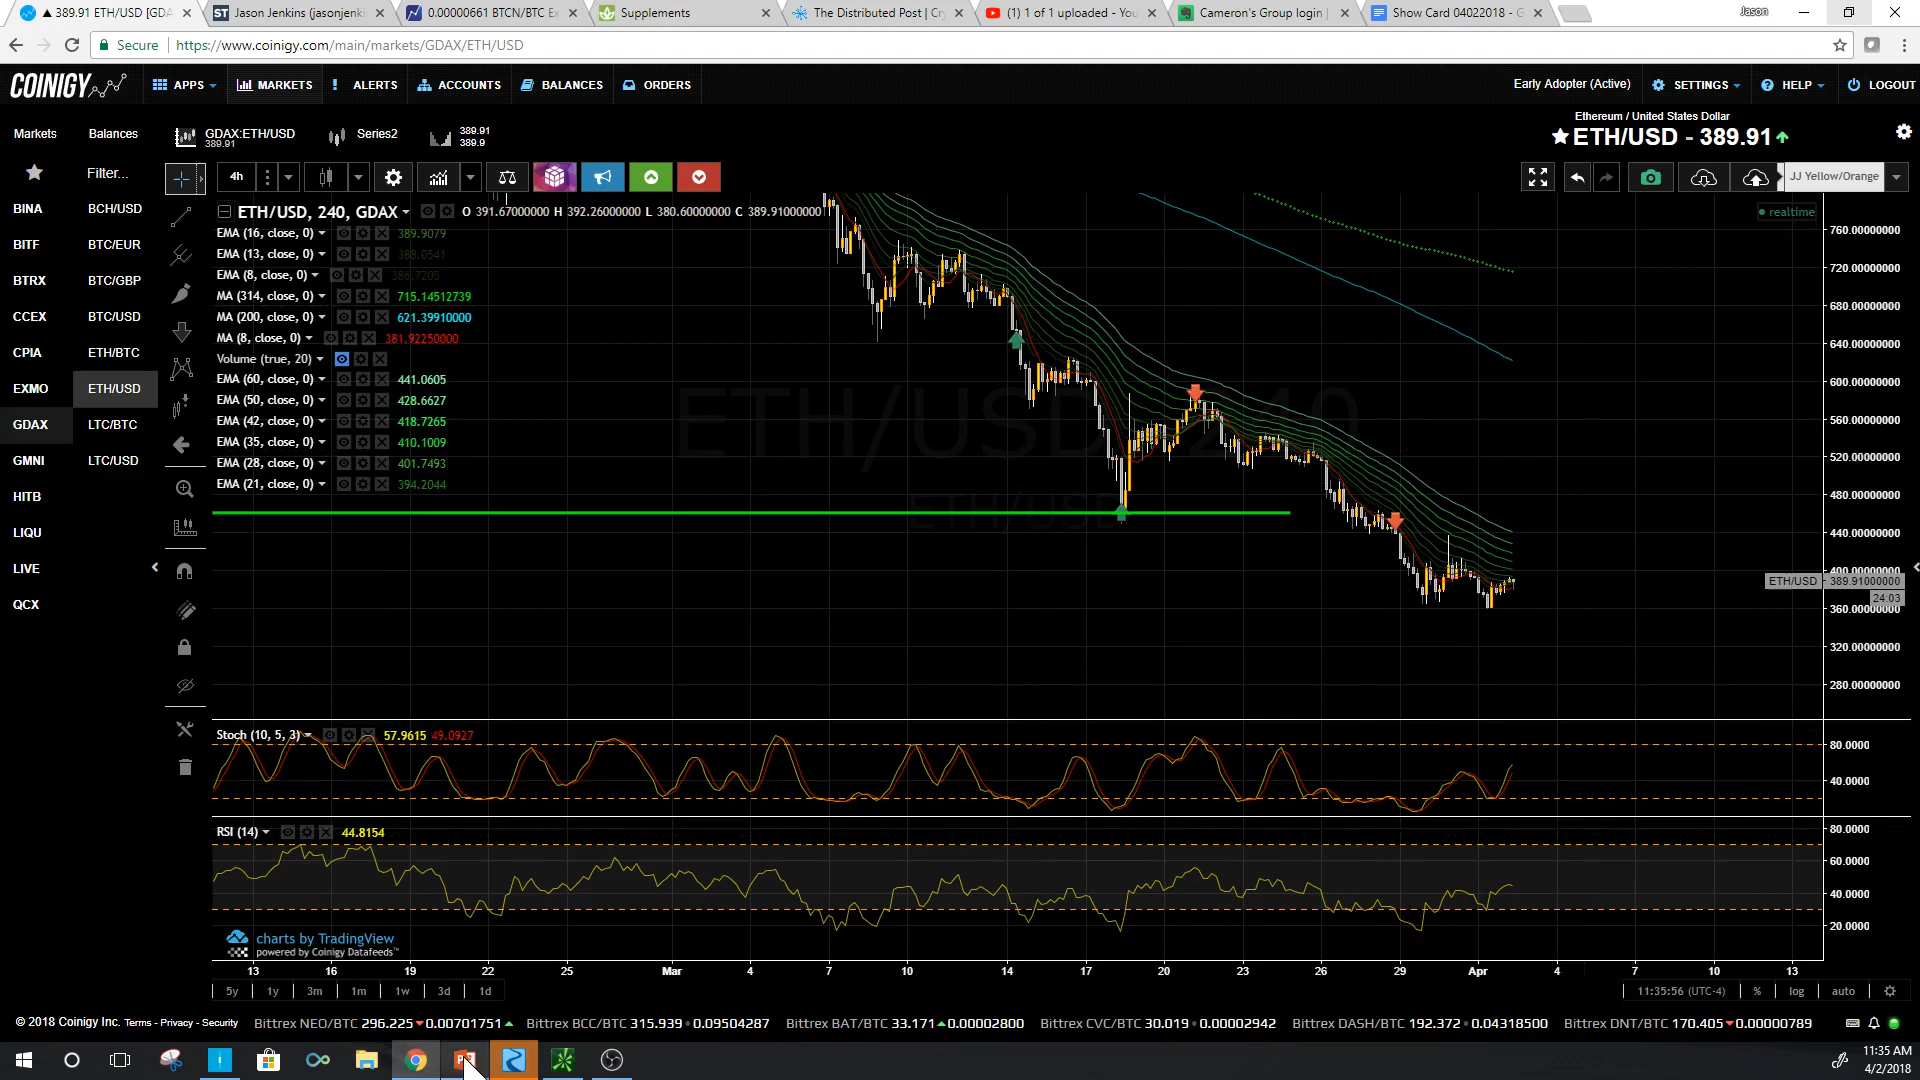 ▲ 389.91 ETH/USD [GDA
Jason Jenkins (jasonjenki
0.00000661 BTCN/BTC Ex
Supplements
The Distributed Post | Cr
(1) 1 of 1 uploaded - You
Cameron's Group login |
Show Card 04022018 - G
Jason
Secure
https://www.coinigy.com/main/markets/GDAX/ETH/USD
COINIGY
APPS
MARKETS
ALERTS
ACCOUNTS
BALANCES
ORDERS
Early Adopter (Active)
SETTINGS
HELP
LOGOUT
Markets
Balances
GDAX:ETH/USD
389.91
Series2
389.91
389.9
Ethereum / United States Dollar
ETH/USD - 389.91
Filter...
4h
JJ Yellow/Orange
BINA
BITF
BTRX
CCEX
CPIA
EXMO
GDAX
GMNI
HITB
LIQU
LIVE
QCX
BCH/USD
BTC/EUR
BTC/GBP
BTC/USD
ETH/BTC
ETH/USD
LTC/BTC
LTC/USD
ETH/USD, 240, GDAX
O 391.67000000 H 392.26000000 L 380.60000000 C 389.91000000
realtime
EMA (16, close, 0) 389.9079
EMA (13, close, 0) 388.0541
EMA (8, close, 0) 386.7205
MA (314, close, 0) 715.14512739
MA (200, close, 0) 621.39910000
MA (8, close, 0) 381.92250000
Volume (true, 20)
EMA (60, close, 0) 441.0605
EMA (50, close, 0) 428.6627
EMA (42, close, 0) 418.7265
EMA (35, close, 0) 410.1009
EMA (28, close, 0) 401.7493
EMA (21, close, 0) 394.2044
ETH/USD, 240
ETH/USD
760.00000000
720.00000000
680.00000000
640.00000000
600.00000000
560.00000000
520.00000000
480.00000000
440.00000000
400.00000000
ETH/USD 389.91000000
24:03
360.00000000
320.00000000
280.00000000
Stoch (10, 5, 3) 57.9615 49.0927
80.0000
40.0000
RSI (14) 44.8154
80.0000
60.0000
40.0000
20.0000
charts by TradingView
powered by Coinigy Datafeeds™
13 16 19 22 25 Mar 4 7 10 14 17 20 23 26 29 Apr 4 7 10 13
5y 1y 3m 1m 1w 3d 1d
11:35:56 (UTC-4) % log auto
© 2018 Coinigy Inc. Terms - Privacy - Security
Bittrex NEO/BTC 296.225 0.00701751
Bittrex BCC/BTC 315.939 0.09504287
Bittrex BAT/BTC 33.171 0.00002800
Bittrex CVC/BTC 30.019 0.00002942
Bittrex DASH/BTC 192.372 0.04318500
Bittrex DNT/BTC 170.405 0.00000789
11:35 AM
4/2/2018